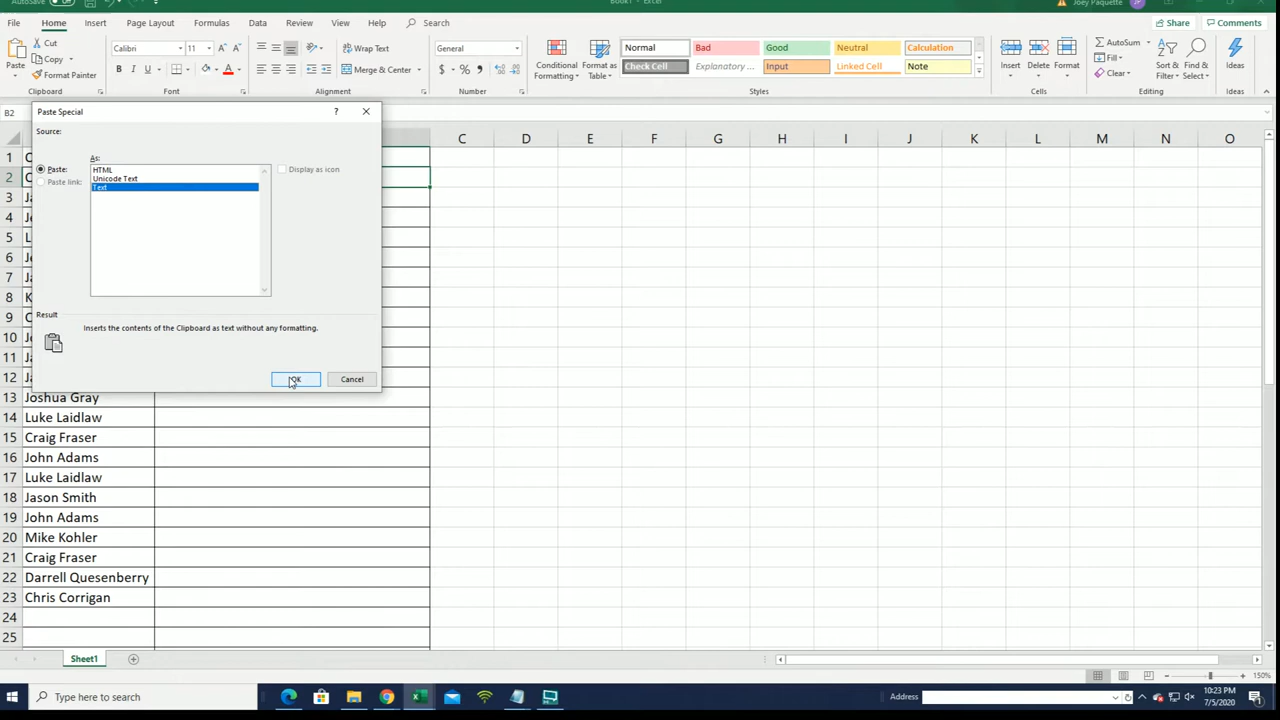 AutoSave Off Book1 - Excel Joey Paquette JP
File Home Insert Page Layout Formulas Data Review View Help Search Share Comments
Paste Cut Copy Format Painter Clipboard
Calibri 11 A A B I U A Font
Wrap Text Merge & Center Alignment
General $ % , Number
Conditional Formatting Format as Table
Normal Bad Good Neutral Calculation
Check Cell Explanatory ... Input Linked Cell Note
Styles
Insert Delete Format Cells
AutoSum Fill Clear Sort & Filter Find & Select Editing
Ideas Ideas
B2
Paste Special ?
Source:
As:
Paste:
Paste link:
HTML
Unicode Text
Text
Display as icon
Result
Inserts the contents of the Clipboard as text without any formatting.
OK Cancel
C D E F G H I J K L M N O
1
2
3
4
5
6
7
8
9
10
11
12
13 Joshua Gray
14 Luke Laidlaw
15 Craig Fraser
16 John Adams
17 Luke Laidlaw
18 Jason Smith
19 John Adams
20 Mike Kohler
21 Craig Fraser
22 Darrell Quesenberry
23 Chris Corrigan
24
25
Sheet1
150%
Type here to search
Address
10:23 PM
7/5/2020